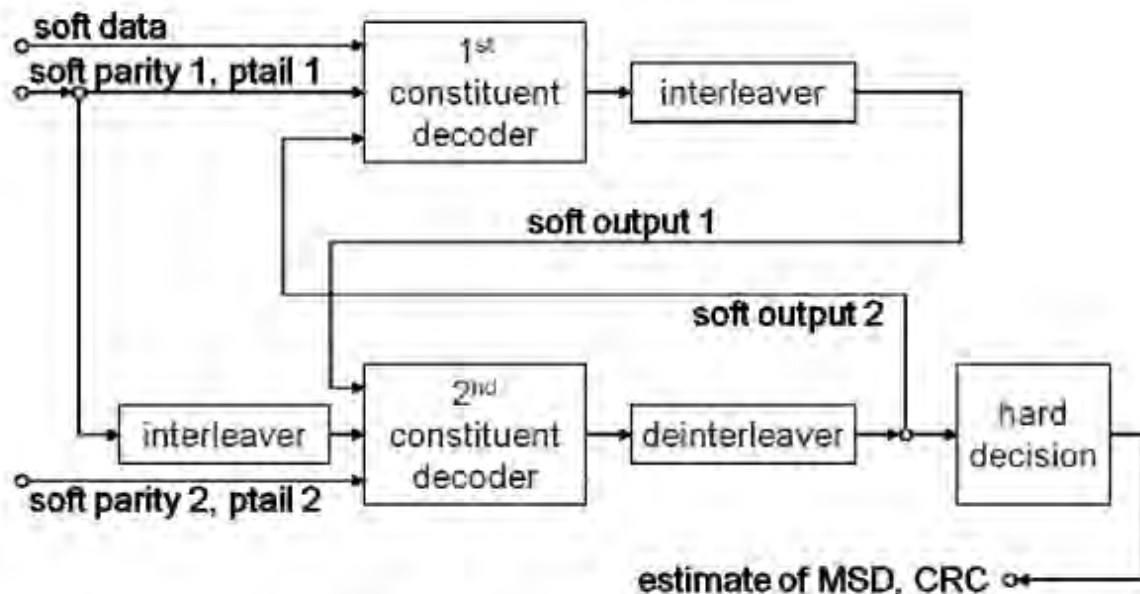 soft data
soft parity 1, ptail 1
1st
constituent
decoder
interleaver
soft output 1
soft output 2
interleaver
2nd
constituent
decoder
deinterleaver
hard
decision
soft parity 2, ptail 2
estimate of MSD, CRC